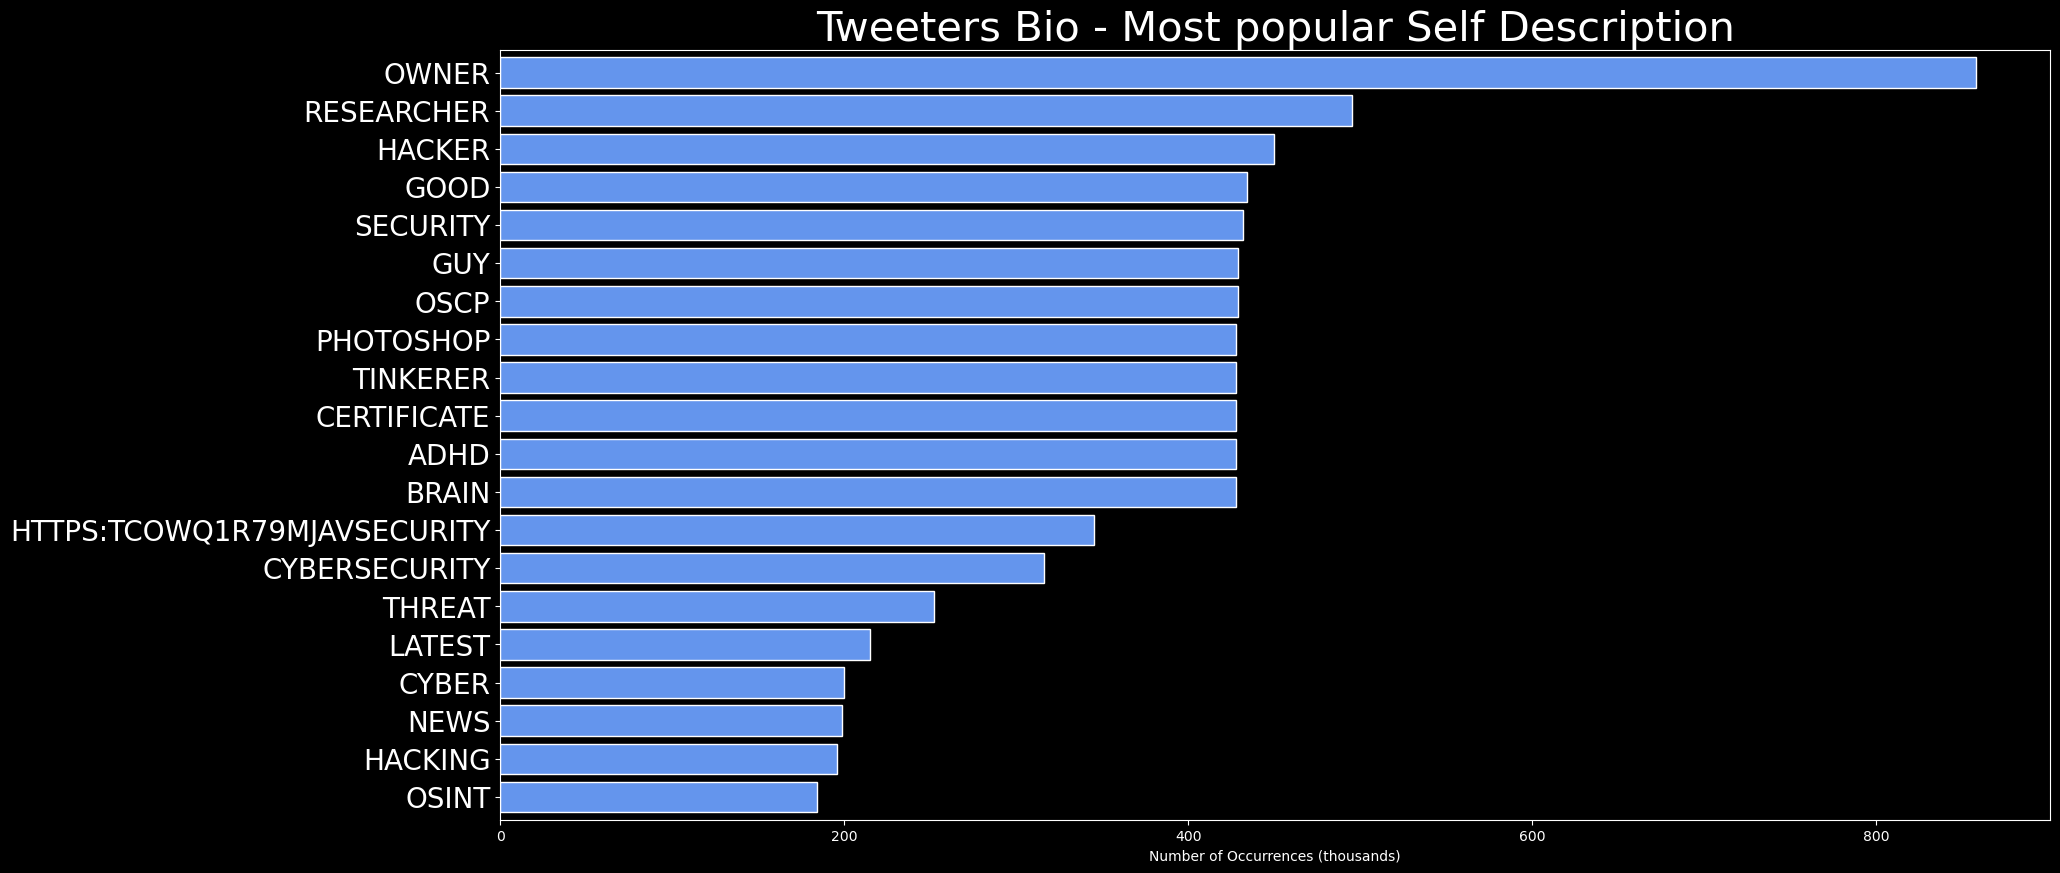 Tweeters Bio - Most popular Self Description
OWNER
RESEARCHER
HACKER
GOOD
SECURITY
GUY
OSCP
PHOTOSHOP
TINKERER
CERTIFICATE
ADHD
BRAIN
HTTPS:TCOWQ1R79MJAVSECURITY
CYBERSECURITY
THREAT
LATEST
CYBER
NEWS
HACKING
OSINT
0 200 400 600 800
Number of Occurrences (thousands)